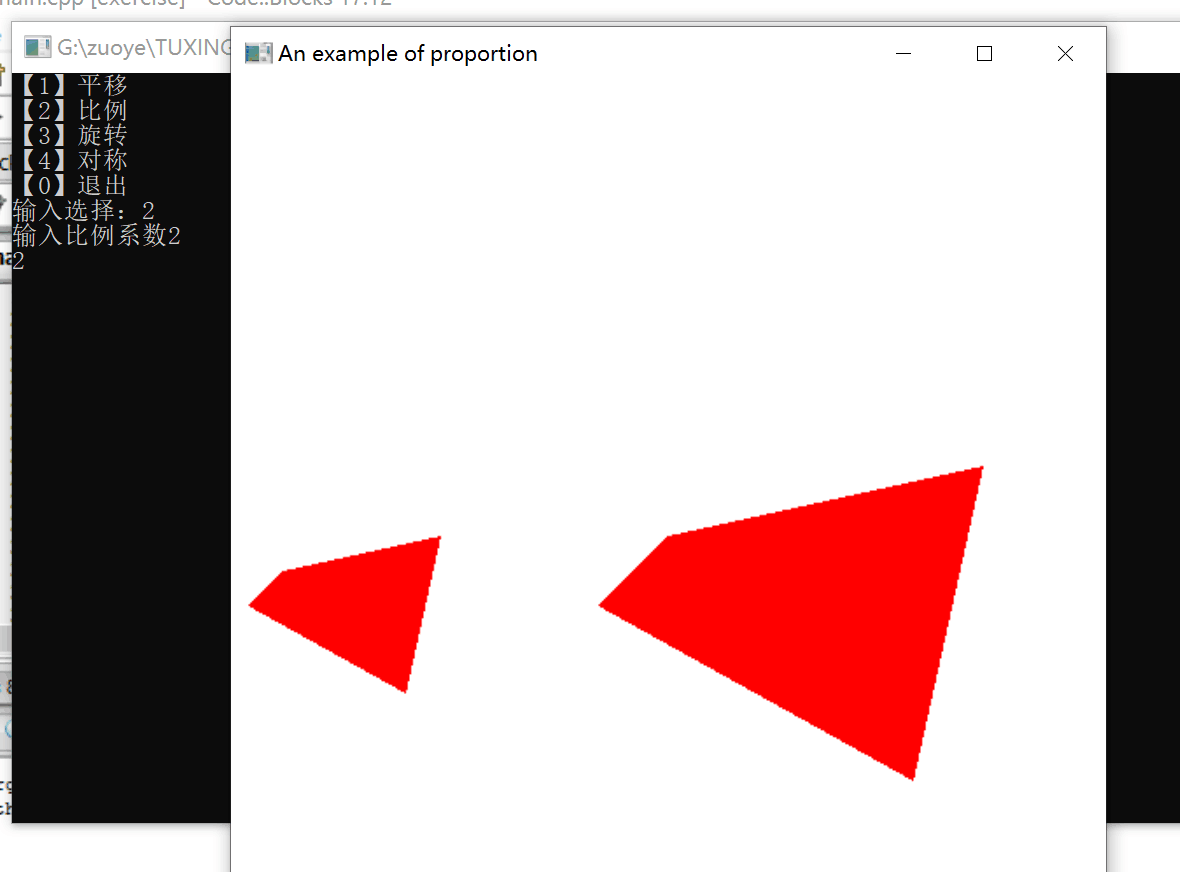 main.cpp [exercise] - Code::Blocks 17.12
G:\zuoye\TUXING
An example of proportion
【1】平移
【2】比例
【3】旋转
【4】对称
【0】退出
输入选择：2
输入比例系数2
2